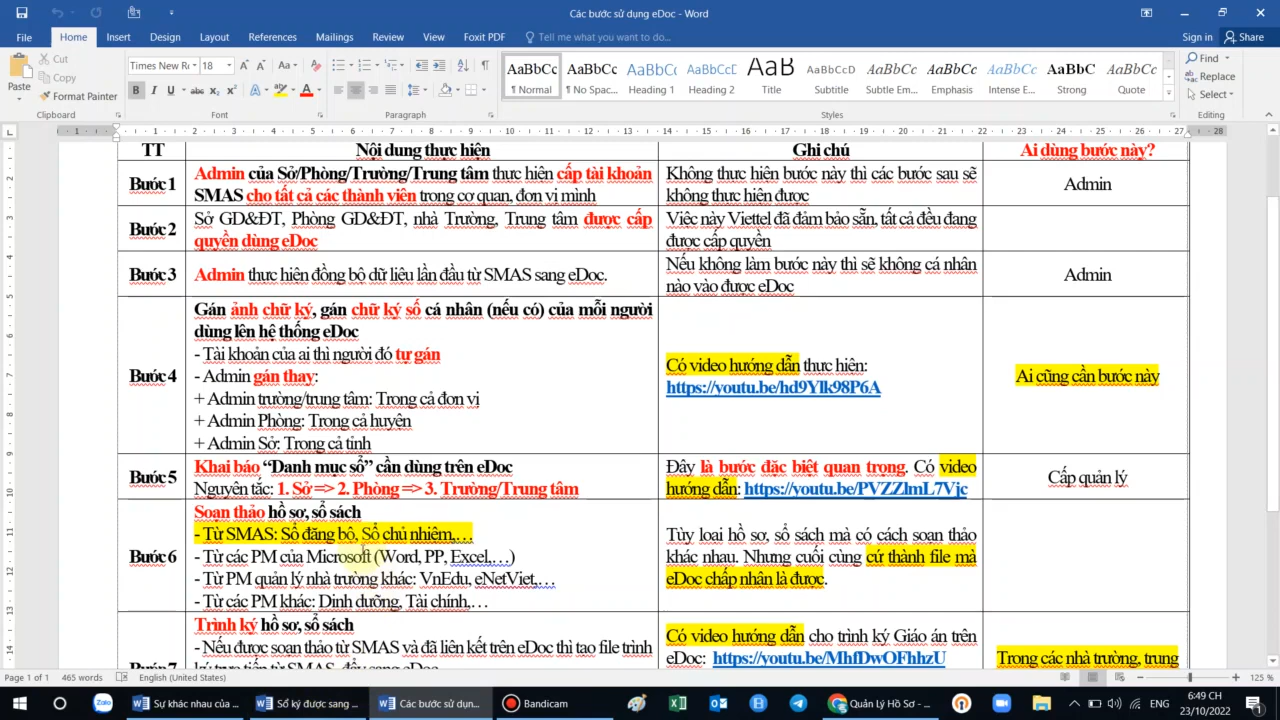 Các bước sử dụng eDoc - Word
File Home Insert Design Layout References Mailings Review View Foxit PDF Tell me what you want to do... Sign in Share
Paste
Cut
Copy
Format Painter
Clipboard
Times New Ro 18
Font
Paragraph
AaBbCc AaBbCc AaBbCc AaBbCcD AaB AaBbCcD AaBbCc AaBbCc AaBbCc AaBbC AaBbCc
¶ Normal ¶ No Spac... Heading 1 Heading 2 Title Subtitle Subtle Em... Emphasis Intense E... Strong Quote
Styles
Find
Replace
Select
Editing
TT Nội dung thực hiện Ghi chú Ai dùng bước này?
Bước 1
Admin của Sở/Phòng/Trường/Trung tâm thực hiện cấp tài khoản
SMAS cho tất cả các thành viên trong cơ quan, đơn vị mình
Không thực hiện bước này thì các bước sau sẽ
không thực hiện được
Admin
Bước 2
Sở GD&ĐT, Phòng GD&ĐT, nhà Trường, Trung tâm được cấp
quyền dùng eDoc
Việc này Viettel đã đảm bảo sẵn, tất cả đều đang
được cấp quyền
Bước 3
Admin thực hiện đồng bộ dữ liệu lần đầu từ SMAS sang eDoc.
Nếu không làm bước này thì sẽ không cá nhân
nào vào được eDoc
Admin
Bước 4
Gán ảnh chữ ký, gán chữ ký số cá nhân (nếu có) của mỗi người
dùng lên hệ thống eDoc
- Tài khoản của ai thì người đó tự gán
- Admin gán thay:
+ Admin trường/trung tâm: Trong cả đơn vị
+ Admin Phòng: Trong cả huyện
+ Admin Sở: Trong cả tỉnh
Có video hướng dẫn thực hiện:
https://youtu.be/hd9Ylk98P6A
Ai cũng cần bước này
Bước 5
Khai báo “Danh mục sổ” cần dùng trên eDoc
Nguyên tắc: 1. Sở => 2. Phòng => 3. Trường/Trung tâm
Đây là bước đặc biệt quan trọng. Có video
hướng dẫn: https://youtu.be/PVZZlmL7Vjc
Cấp quản lý
Bước 6
Soạn thảo hồ sơ, sổ sách
- Từ SMAS: Sổ đăng bộ, Sổ chủ nhiệm,…
- Từ các PM của Microsoft (Word, PP, Excel,…)
- Từ PM quản lý nhà trường khác: VnEdu, eNetViet,…
- Từ các PM khác: Dinh dưỡng, Tài chính,…
Tùy loại hồ sơ, sổ sách mà có cách soạn thảo
khác nhau. Nhưng cuối cùng cứ thành file mà
eDoc chấp nhân là được.
Bước 7
Trình ký hồ sơ, sổ sách
- Nếu được soạn thảo từ SMAS và đã liên kết trên eDoc thì tạo file trình
ký trực tiếp từ SMAS, đẩy sang eDoc
Có video hướng dẫn cho trình ký Giáo án trên
eDoc: https://youtu.be/MhfDwOFhhzU
Trong các nhà trường, trung
Page 1 of 1 465 words English (United States) 125 %
Zalo Sự khác nhau của ... Sổ ký được sang ... Các bước sử dụn... Bandicam Quản Lý Hồ Sơ - ... 6:49 CH
23/10/2022